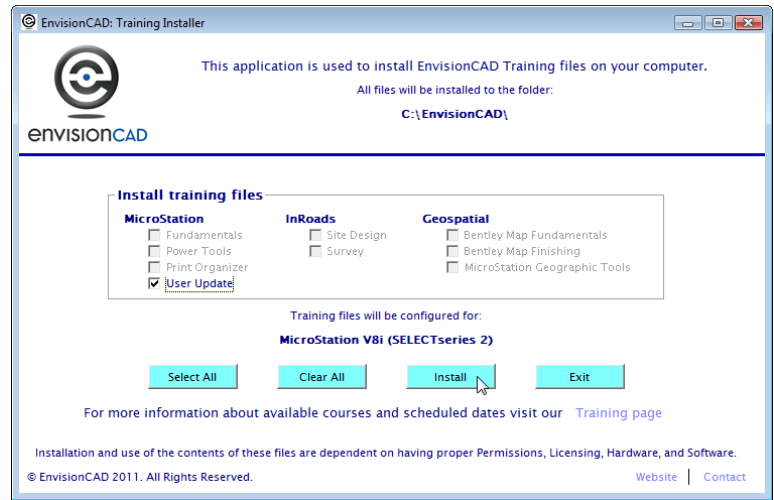 EnvisionCAD: Training Installer
This application is used to install EnvisionCAD Training files on your computer.
All files will be installed to the folder:
C:\EnvisionCAD\
envisionCAD
Install training files
MicroStation
Fundamentals
Power Tools
Print Organizer
User Update
InRoads
Site Design
Survey
Geospatial
Bentley Map Fundamentals
Bentley Map Finishing
MicroStation Geographic Tools
Training files will be configured for:
MicroStation V8i (SELECTseries 2)
Select All
Clear All
Install
Exit
For more information about available courses and scheduled dates visit our Training page
Installation and use of the contents of these files are dependent on having proper Permissions, Licensing, Hardware, and Software.
© EnvisionCAD 2011. All Rights Reserved.
Website | Contact